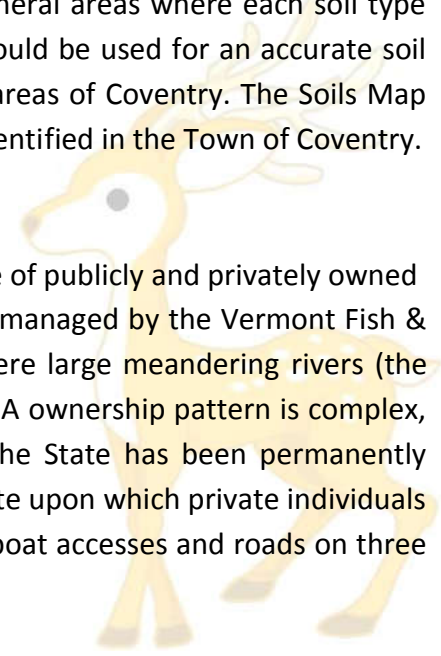 neral areas where each soil type
ould be used for an accurate soil
areas of Coventry. The Soils Map
entified in the Town of Coventry.
e of publicly and privately owned
managed by the Vermont Fish &
ere large meandering rivers (the
A ownership pattern is complex,
he State has been permanently
te upon which private individuals
boat accesses and roads on three